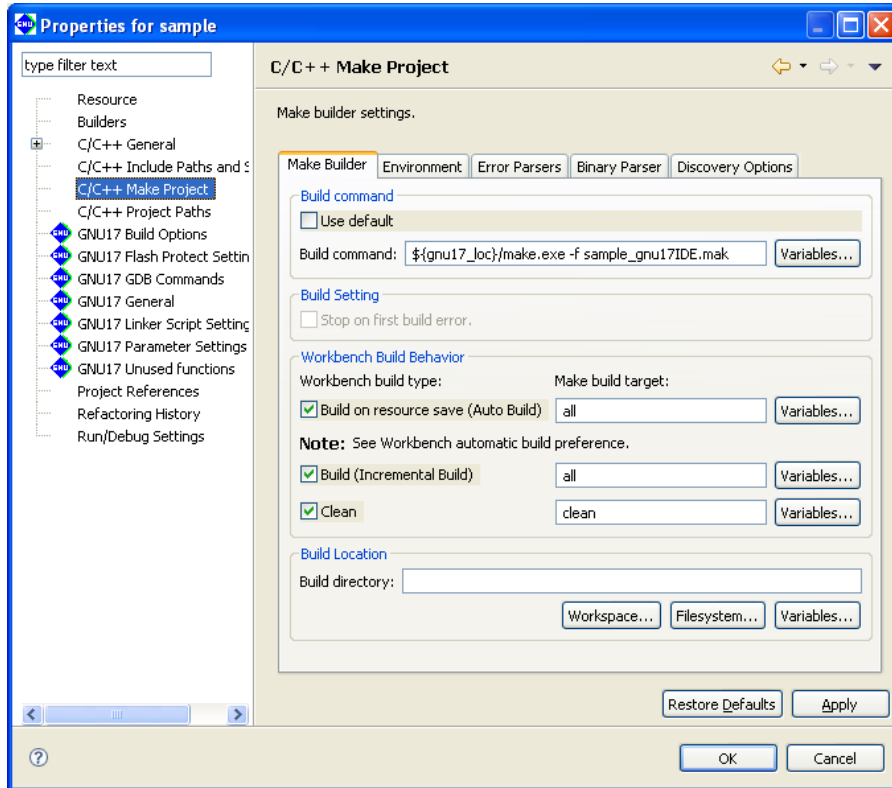 Properties for sample
type filter text
C/C++ Make Project
Resource
Builders
C/C++ General
C/C++ Include Paths and S
C/C++ Make Project
C/C++ Project Paths
GNU17 Build Options
GNU17 Flash Protect Settin
GNU17 GDB Commands
GNU17 General
GNU17 Linker Script Setting
GNU17 Parameter Settings
GNU17 Unused functions
Project References
Refactoring History
Run/Debug Settings
Make builder settings.
Make Builder Environment Error Parsers Binary Parser Discovery Options
Build command
Use default
Build command: ${gnu17_loc}/make.exe -f sample_gnu17IDE.mak Variables...
Build Setting
Stop on first build error.
Workbench Build Behavior
Workbench build type: Make build target:
Build on resource save (Auto Build) all Variables...
Note: See Workbench automatic build preference.
Build (Incremental Build) all Variables...
Clean clean Variables...
Build Location
Build directory:
Workspace... Filesystem... Variables...
Restore Defaults Apply
OK Cancel